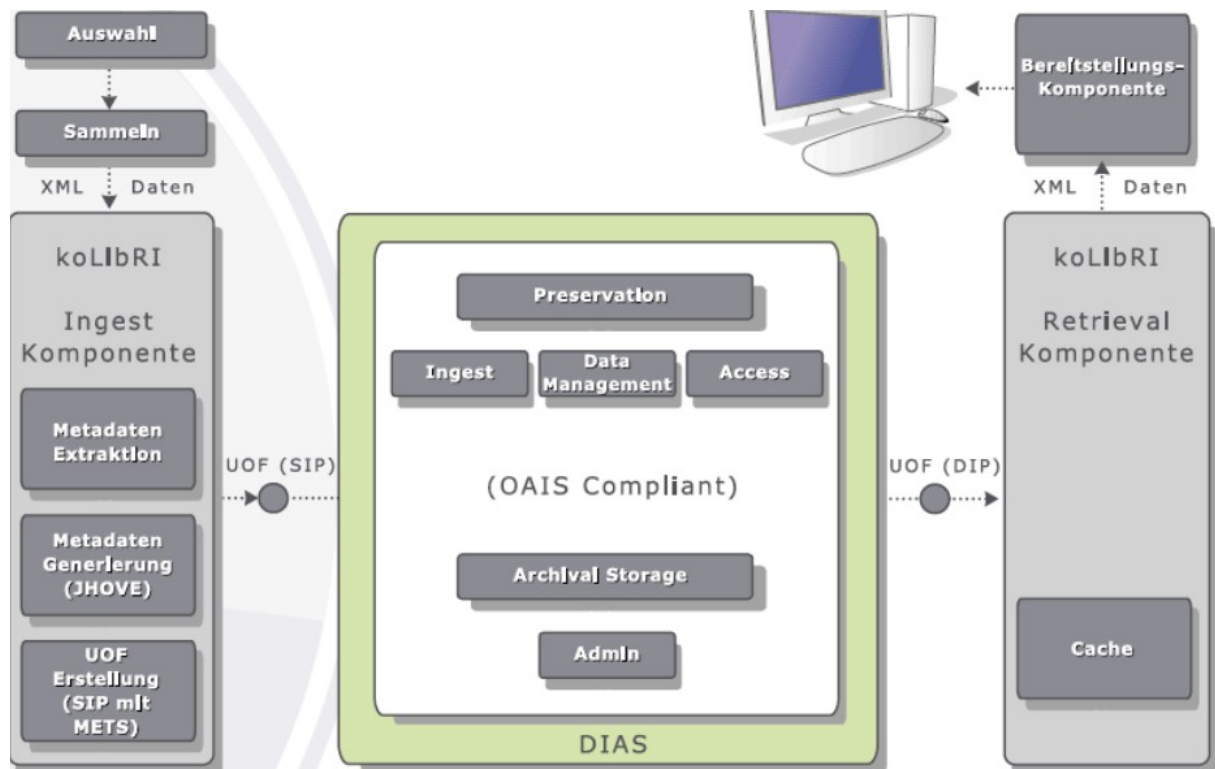 Auswahl
Sammeln
XML Daten
koLIbRI
Ingest
Komponente
Metadaten
Extraktion
Metadaten
Generierung
(JHOVE)
UOF
Erstellung
(SIP mit
METS)
UOF (SIP)
Preservation
Ingest
Data
Management
Access
(OAIS Compliant)
Archival Storage
Admin
DIAS
UOF (DIP)
Bereitstellungs-
Komponente
XML Daten
koLIbRI
Retrieval
Komponente
Cache